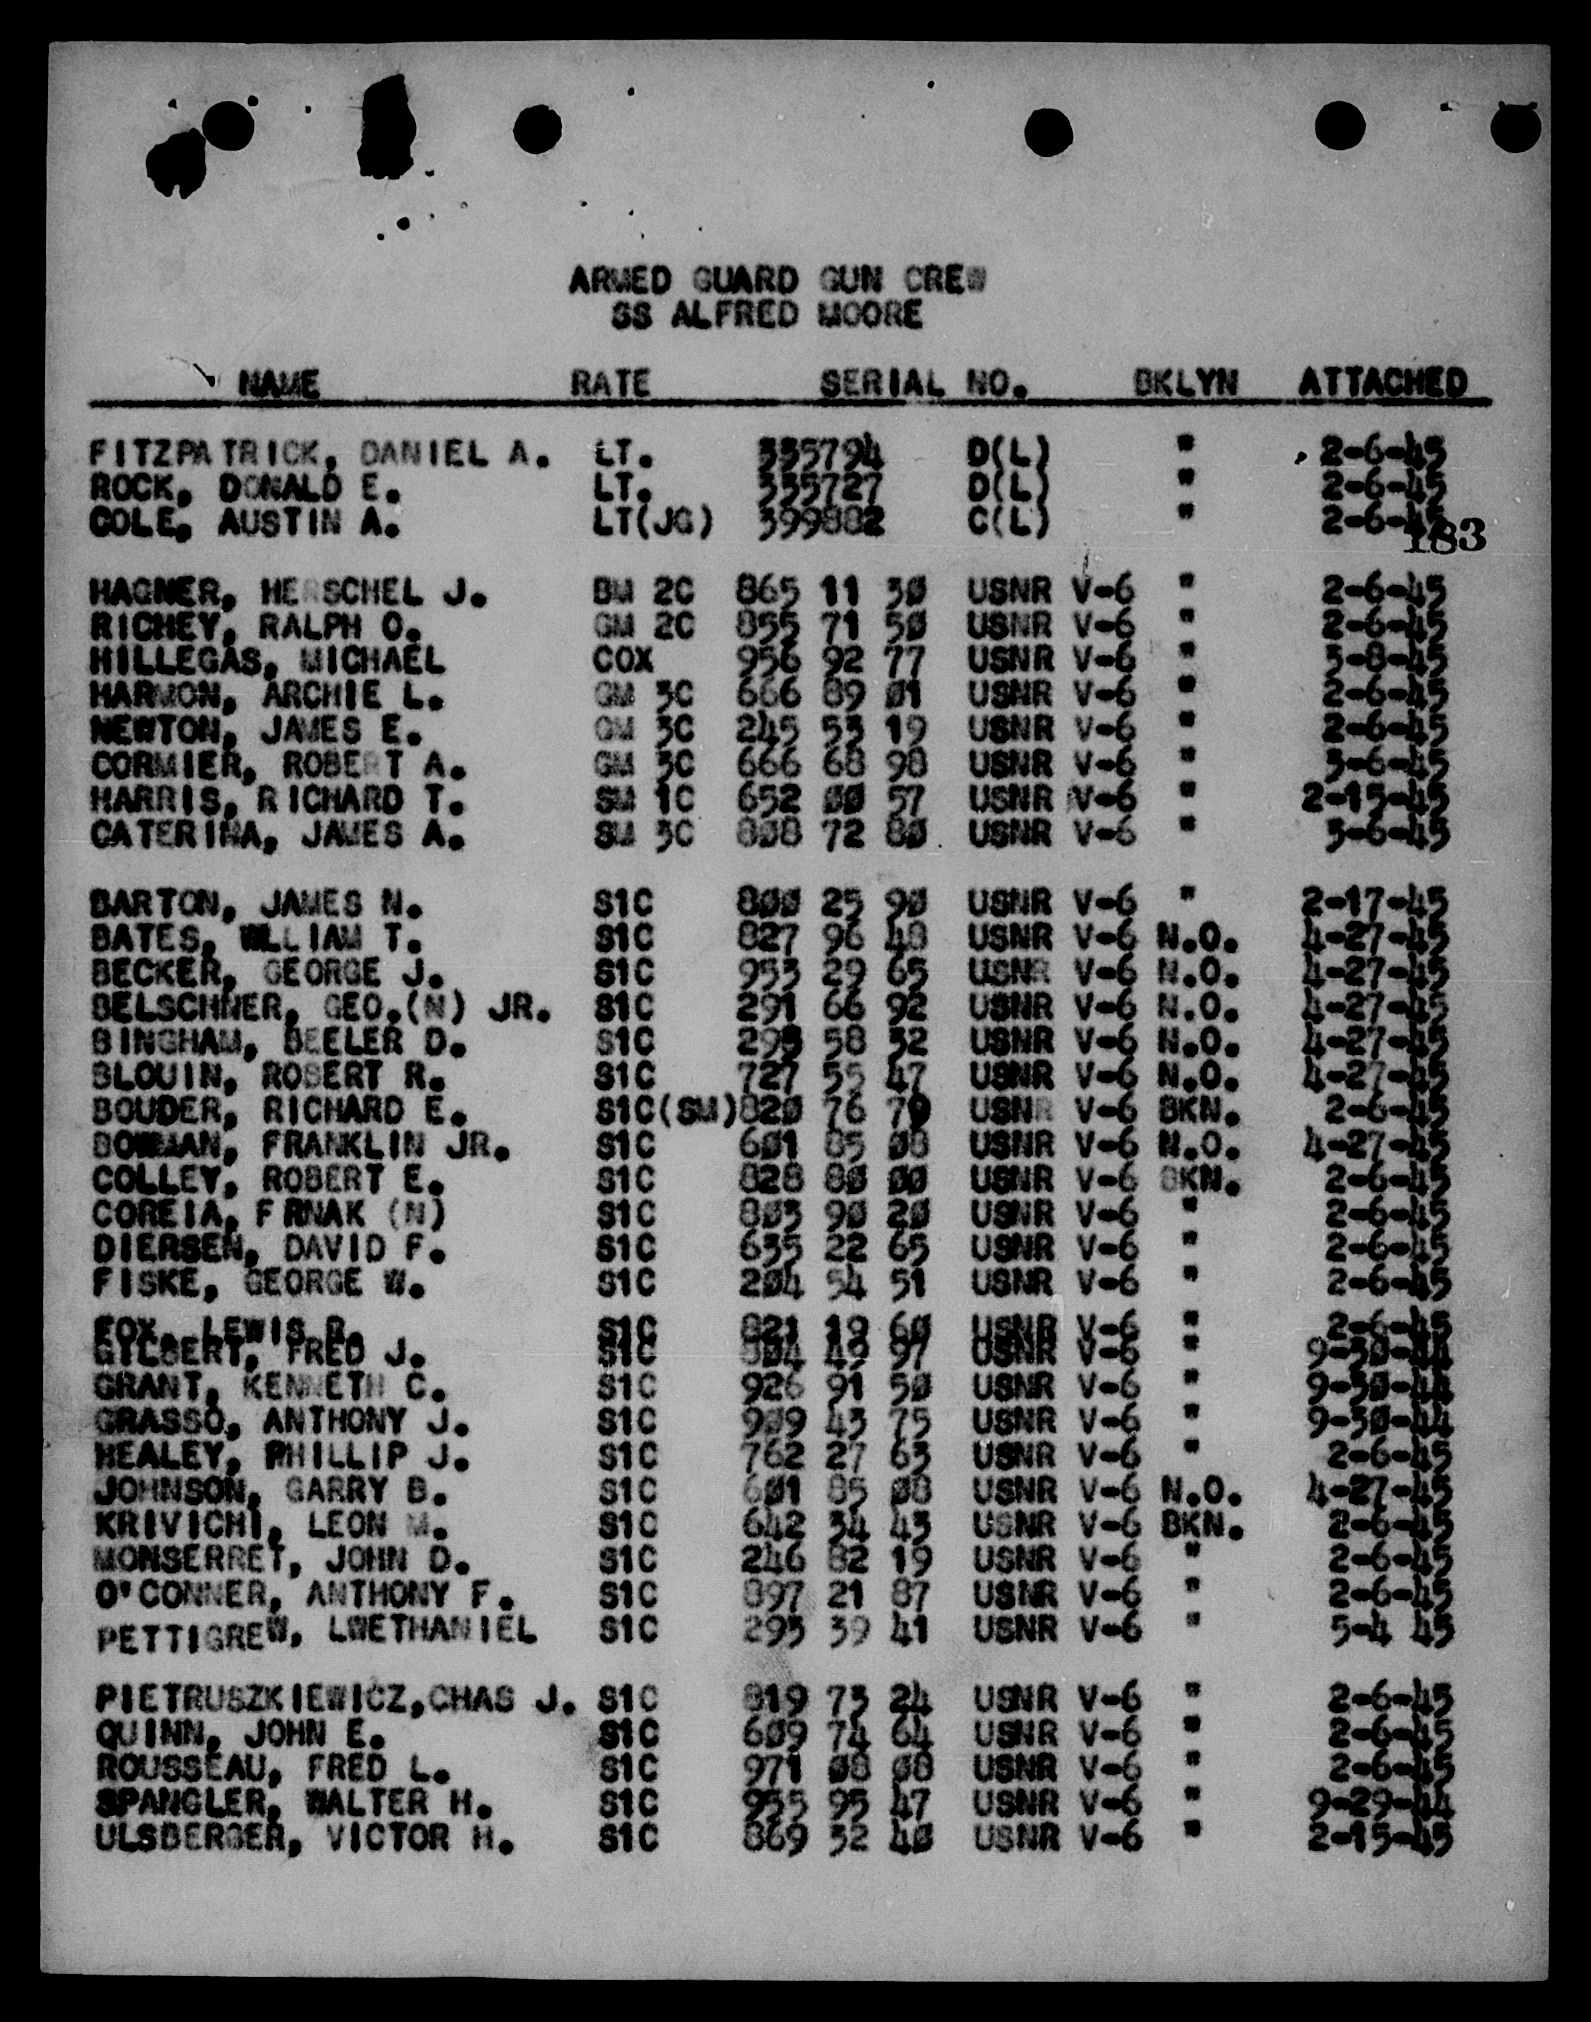 ARMED GUARD GUN CREW
SS ALFRED MOORE
NAME RATE SERIAL NO. BKLYN ATTACHED
FITZPATRICK, DANIEL A. LT. 335794 D(L) " 2-6-45
ROCK, DONALD E. LT. 335727 D(L) " 2-6-45
COLE, AUSTIN A. LT(JG) 399882 C(L) " 2-6-45
183
HAGNER, HERSCHEL J. BM 2C 865 11 30 USNR V-6 " 2-6-45
RICHEY, RALPH O. GM 2C 855 71 50 USNR V-6 " 2-6-45
HILLEGAS, MICHAEL COX 956 92 77 USNR V-6 " 3-8-45
HARMON, ARCHIE L. GM 3C 666 89 01 USNR V-6 " 2-6-45
NEWTON, JAMES E. GM 3C 245 53 19 USNR V-6 " 2-6-45
CORMIER, ROBERT A. GM 3C 666 68 98 USNR V-6 " 3-6-45
HARRIS, RICHARD T. SM 1C 652 00 57 USNR V-6 " 2-15-45
CATERINA, JAMES A. SM 3C 808 72 80 USNR V-6 " 3-6-45
BARTON, JAMES N. S1C 800 25 90 USNR V-6 " 2-17-45
BATES, WLLIAM T. S1C 827 96 48 USNR V-6 N.O. 4-27-45
BECKER, GEORGE J. S1C 953 29 65 USNR V-6 N.O. 4-27-45
BELSCHNER, GEO.(N) JR. S1C 291 66 92 USNR V-6 N.O. 4-27-45
BINGHAM, BEELER D. S1C 295 58 32 USNR V-6 N.O. 4-27-45
BLOUIN, ROBERT R. S1C 727 55 47 USNR V-6 N.O. 4-27-45
BOUDER, RICHARD E. S1C(SM)820 76 79 USNR V-6 BKN. 2-6-45
BOWMAN, FRANKLIN JR. S1C 601 85 08 USNR V-6 N.O. 4-27-45
COLLEY, ROBERT E. S1C 828 80 00 USNR V-6 BKN. 2-6-45
COREIA, FRNAK (N) S1C 803 90 20 USNR V-6 " 2-6-45
DIERSEN, DAVID F. S1C 635 22 65 USNR V-6 " 2-6-45
FISKE, GEORGE W. S1C 204 54 51 USNR V-6 " 2-6-45
FOX, LEWIS R. S1C 821 19 60 USNR V-6 " 2-6-45
GILBERT, FRED J. S1C 804 49 97 USNR V-6 " 9-30-44
GRANT, KENNETH C. S1C 926 91 50 USNR V-6 " 9-30-44
GRASSO, ANTHONY J. S1C 909 43 75 USNR V-6 " 9-30-44
HEALEY, PHILLIP J. S1C 762 27 63 USNR V-6 " 2-6-45
JOHNSON, GARRY B. S1C 601 85 08 USNR V-6 N.O. 4-27-45
KRIVICHI, LEON M. S1C 642 34 43 USNR V-6 BKN. 2-6-45
MONSERRET, JOHN D. S1C 246 82 19 USNR V-6 " 2-6-45
O'CONNER, ANTHONY F. S1C 897 21 87 USNR V-6 " 2-6-45
PETTIGREW, LWETHANIEL S1C 295 39 41 USNR V-6 " 5-4 45
PIETRUSZKIEWICZ,CHAS J. S1C 819 73 24 USNR V-6 " 2-6-45
QUINN, JOHN E. S1C 609 74 64 USNR V-6 " 2-6-45
ROUSSEAU, FRED L. S1C 971 08 08 USNR V-6 " 2-6-45
SPANGLER, WALTER H. S1C 955 95 47 USNR V-6 " 9-29-44
ULSBERGER, VICTOR H. S1C 869 32 40 USNR V-6 " 2-15-45